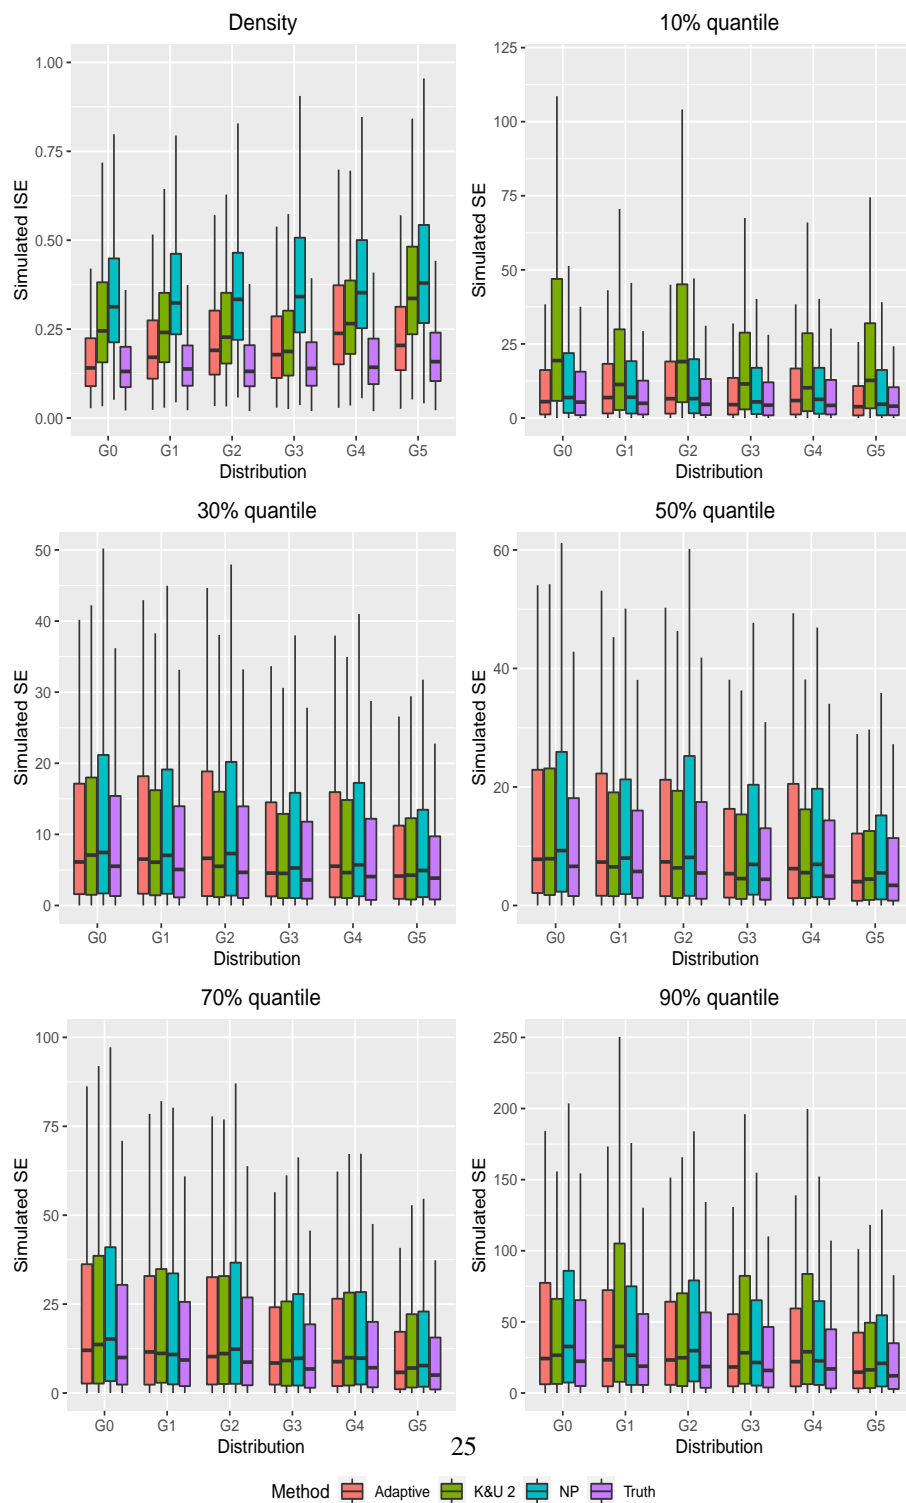 Density
Simulated ISE
1.00
0.75
0.50
0.25
0.00
G0 G1 G2 G3 G4 G5
Distribution
10% quantile
Simulated SE
125
100
75
50
25
0
G0 G1 G2 G3 G4 G5
Distribution
30% quantile
Simulated SE
50
40
30
20
10
0
G0 G1 G2 G3 G4 G5
Distribution
50% quantile
Simulated SE
60
40
20
0
G0 G1 G2 G3 G4 G5
Distribution
70% quantile
Simulated SE
100
75
50
25
0
G0 G1 G2 G3 G4 G5
Distribution
90% quantile
Simulated SE
250
200
150
100
50
0
G0 G1 G2 G3 G4 G5
Distribution
25
Method Adaptive K&U 2 NP Truth